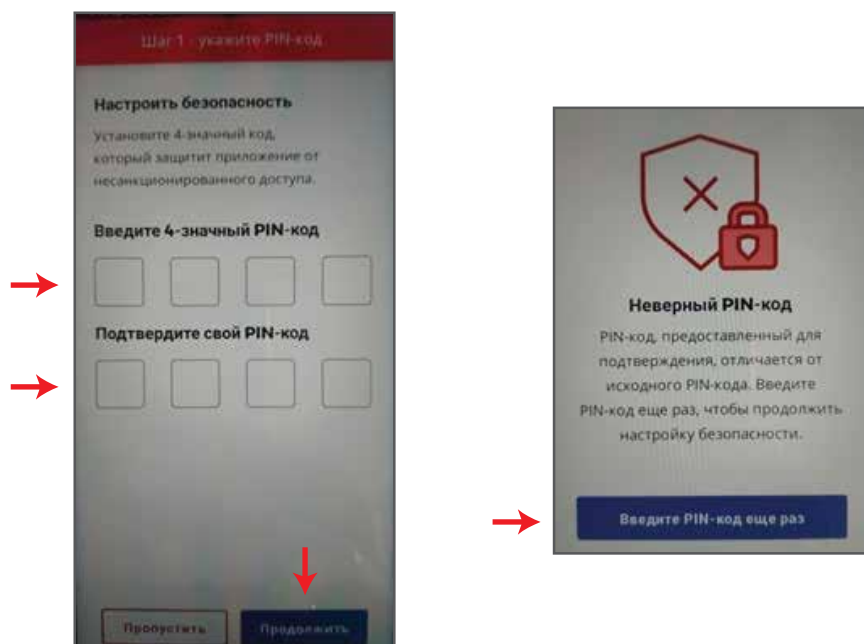 Шаг 1 - укажите PIN-код
Настроить безопасность
Установите 4-значный код,
который защитит приложение от
несанкционированного доступа.
Введите 4-значный PIN-код
Подтвердите свой PIN-код
Пропустить
Продолжить
Неверный PIN-код
PIN-код, предоставленный для
подтверждения, отличается от
исходного PIN-кода. Введите
PIN-код еще раз, чтобы продолжить
настройку безопасности.
Введите PIN-код еще раз